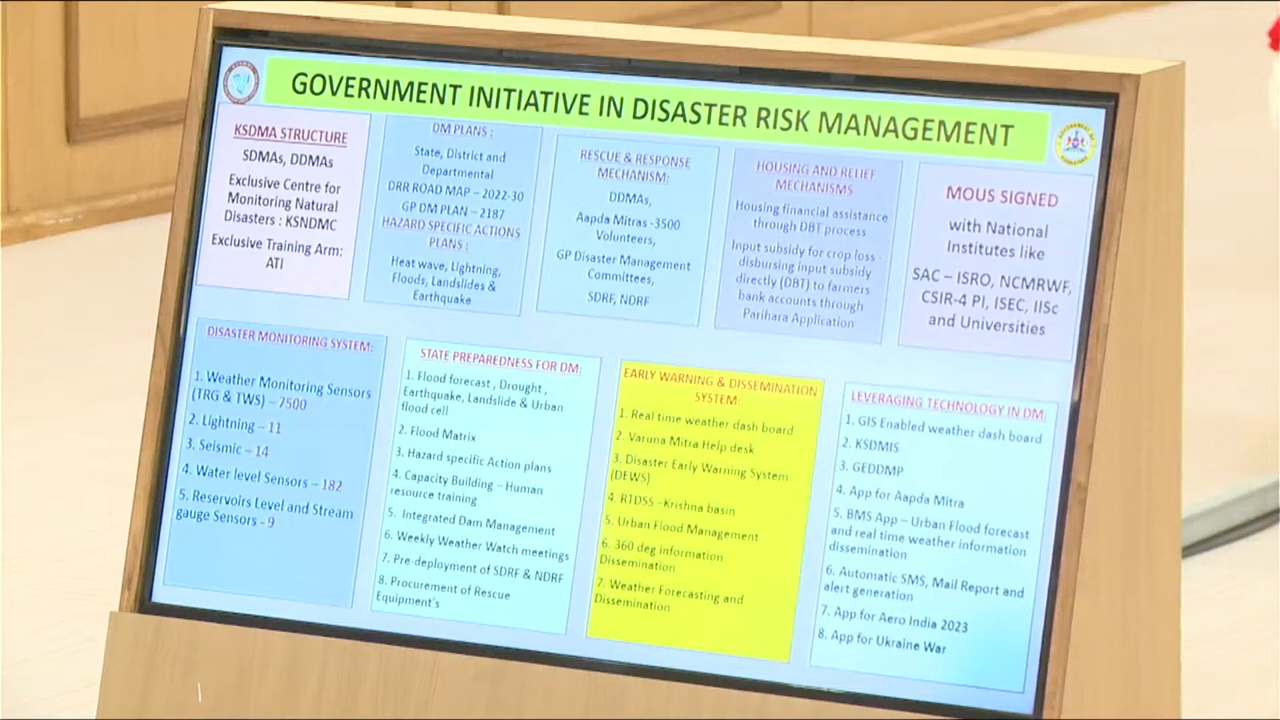 GOVERNMENT INITIATIVE IN DISASTER RISK MANAGEMENT
KSDMA STRUCTURE
SDMAs, DDMAs
Exclusive Centre for
Monitoring Natural
Disasters : KSNDMC
Exclusive Training Arm:
ATI
DM PLANS :
State, District and
Departmental
DRR ROAD MAP – 2022-30
GP DM PLAN – 2187
HAZARD SPECIFIC ACTIONS
PLANS :
Heat wave, Lightning,
Floods, Landslides &
Earthquake
RESCUE & RESPONSE
MECHANISM:
DDMAs,
Aapda Mitras -3500
Volunteers,
GP Disaster Management
Committees,
SDRF, NDRF
HOUSING AND RELIEF
MECHANISMS
Housing financial assistance
through DBT process
Input subsidy for crop loss -
disbursing input subsidy
directly (DBT) to farmers
bank accounts through
Parihara Application
MOUS SIGNED
with National
Institutes like
SAC – ISRO, NCMRWF,
CSIR-4 PI, ISEC, IISc
and Universities
DISASTER MONITORING SYSTEM:
1. Weather Monitoring Sensors
(TRG & TWS) – 7500
2. Lightning – 11
3. Seismic – 14
4. Water level Sensors – 182
5. Reservoirs Level and Stream
gauge Sensors - 9
STATE PREPAREDNESS FOR DM:
1. Flood forecast , Drought ,
Earthquake, Landslide & Urban
flood cell
2. Flood Matrix
3. Hazard specific Action plans
4. Capacity Building – Human
resource training
5. Integrated Dam Management
6. Weekly Weather Watch meetings
7. Pre-deployment of SDRF & NDRF
8. Procurement of Rescue
Equipment's
EARLY WARNING & DISSEMINATION
SYSTEM:
1. Real time weather dash board
2. Varuna Mitra Help desk
3. Disaster Early Warning System
(DEWS)
4. RTDSS –Krishna basin
5. Urban Flood Management
6. 360 deg information
Dissemination
7. Weather Forecasting and
Dissemination
LEVERAGING TECHNOLOGY IN DM:
1. GIS Enabled weather dash board
2. KSDMIS
3. GEDDMP
4. App for Aapda Mitra
5. BMS App – Urban Flood forecast
and real time weather information
dissemination
6. Automatic SMS, Mail Report and
alert generation
7. App for Aero India 2023
8. App for Ukraine War